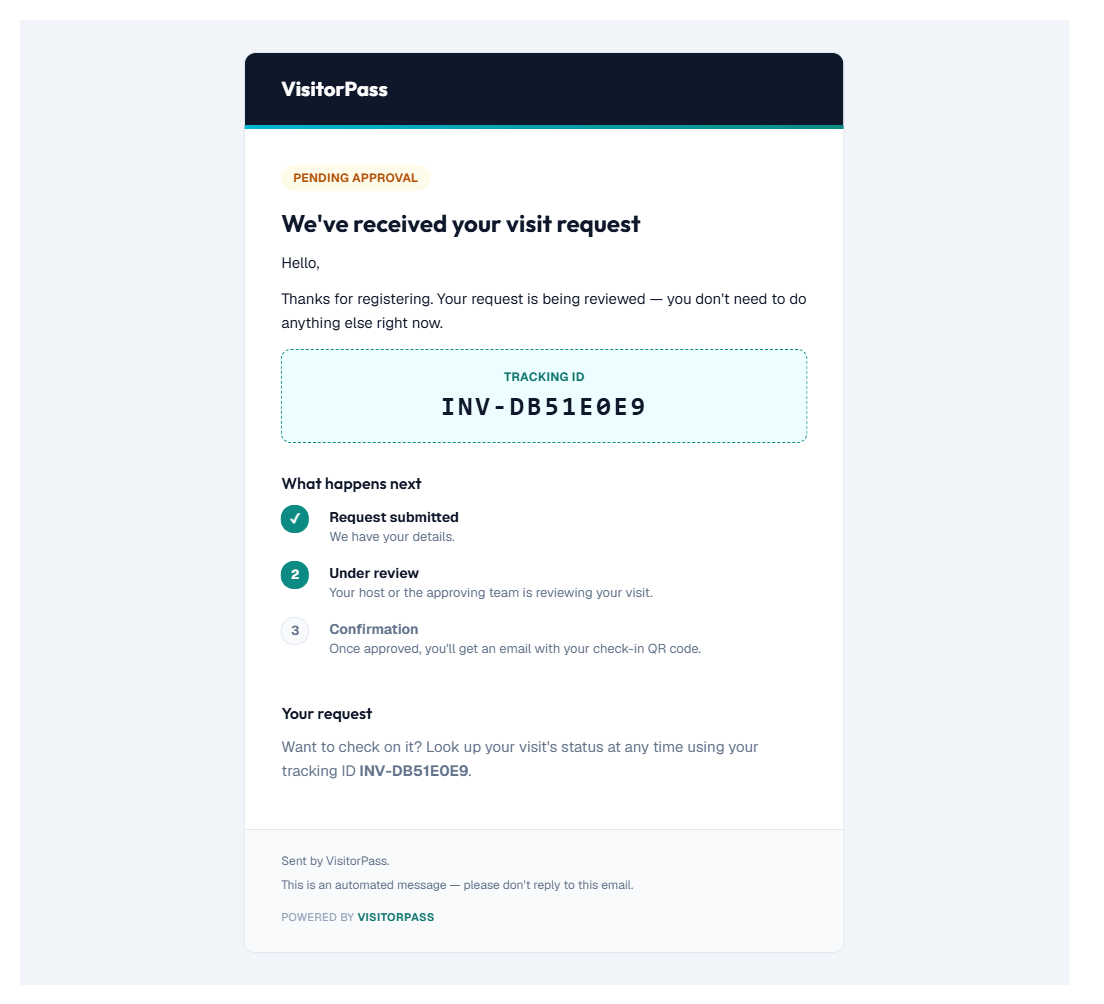 VisitorPass
PENDING APPROVAL
We've received your visit request
Hello,
Thanks for registering. Your request is being reviewed — you don't need to do
anything else right now.
TRACKING ID
INV-DB51E0E9
What happens next
✓ Request submitted
We have your details.
2 Under review
Your host or the approving team is reviewing your visit.
3 Confirmation
Once approved, you'll get an email with your check-in QR code.
Your request
Want to check on it? Look up your visit's status at any time using your
tracking ID INV-DB51E0E9.
Sent by VisitorPass.
This is an automated message — please don't reply to this email.
POWERED BY VISITORPASS